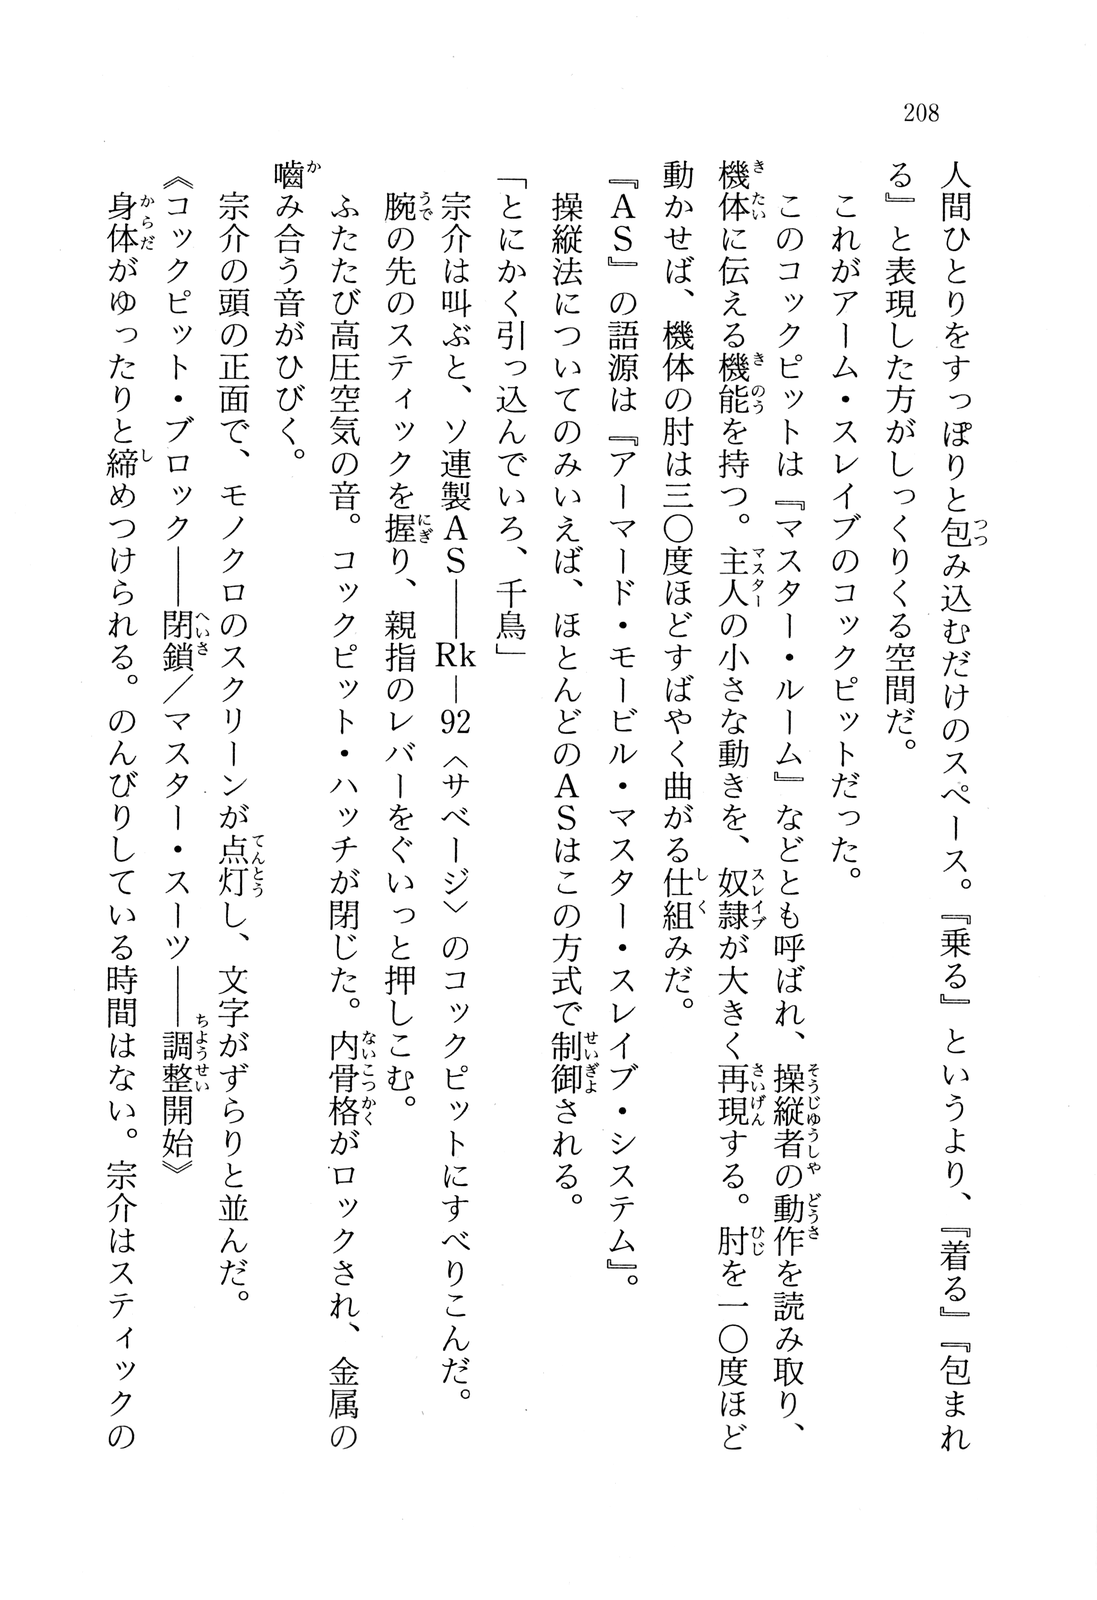 208
人間ひとりをすっぽりと包み込むだけのスペース。『乗る』というより、『着る』『包まれ
る』と表現した方がしっくりくる空間だ。
これがアーム・スレイブのコックピットだった。
このコックピットは『マスター・ルーム』などとも呼ばれ、操縦者の動作を読み取り、
機体に伝える機能を持つ。主人の小さな動きを、奴隷が大きく再現する。肘を一〇度ほど
動かせば、機体の肘は三〇度ほどすばやく曲がる仕組みだ。
『ＡＳ』の語源は『アーマード・モービル・マスター・スレイブ・システム』。
操縦法についてのみいえば、ほとんどのＡＳはこの方式で制御される。
「とにかく引っ込んでいろ、千鳥」
宗介は叫ぶと、ソ連製ＡＳ――Rk－92〈サベージ〉のコックピットにすべりこんだ。
腕の先のスティックを握り、親指のレバーをぐいっと押しこむ。
ふたたび高圧空気の音。コックピット・ハッチが閉じた。内骨格がロックされ、金属の
嚙み合う音がひびく。
宗介の頭の正面で、モノクロのスクリーンが点灯し、文字がずらりと並んだ。
《コックピット・ブロック――閉鎖／マスター・スーツ――調整開始》
身体がゆったりと締めつけられる。のんびりしている時間はない。宗介はスティックの